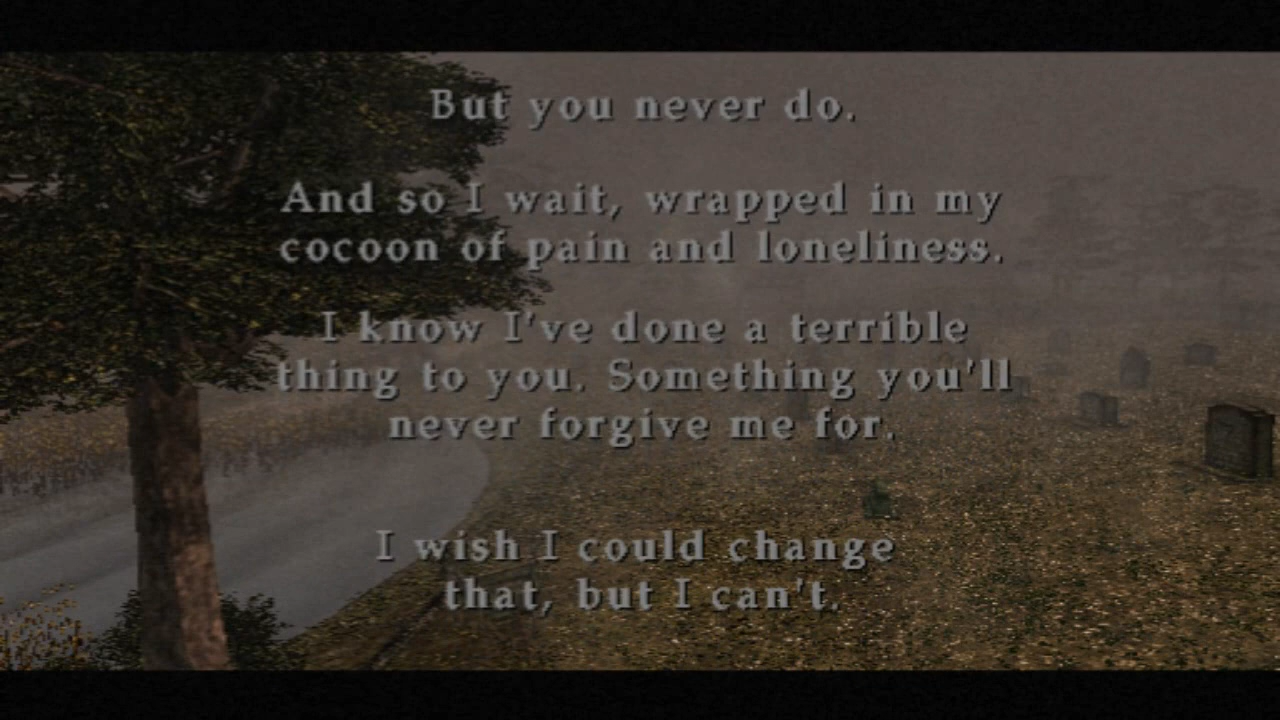 But you never do.
And so I wait, wrapped in my
cocoon of pain and loneliness.
I know I've done a terrible
thing to you. Something you'll
never forgive me for.
I wish I could change
that, but I can't.